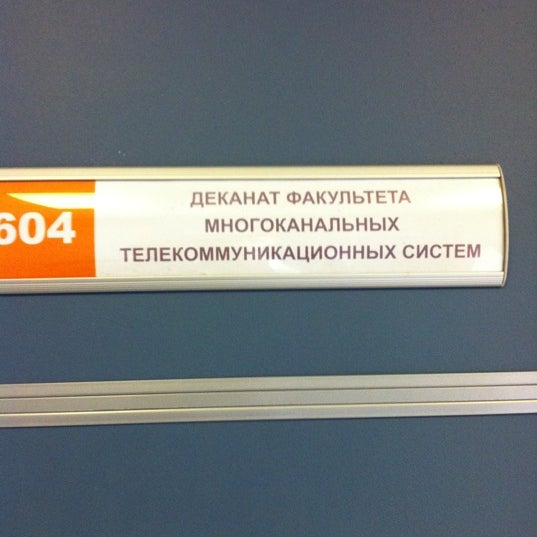 604
ДЕКАНАТ ФАКУЛЬТЕТА
МНОГОКАНАЛЬНЫХ
ТЕЛЕКОММУНИКАЦИОННЫХ СИСТЕМ